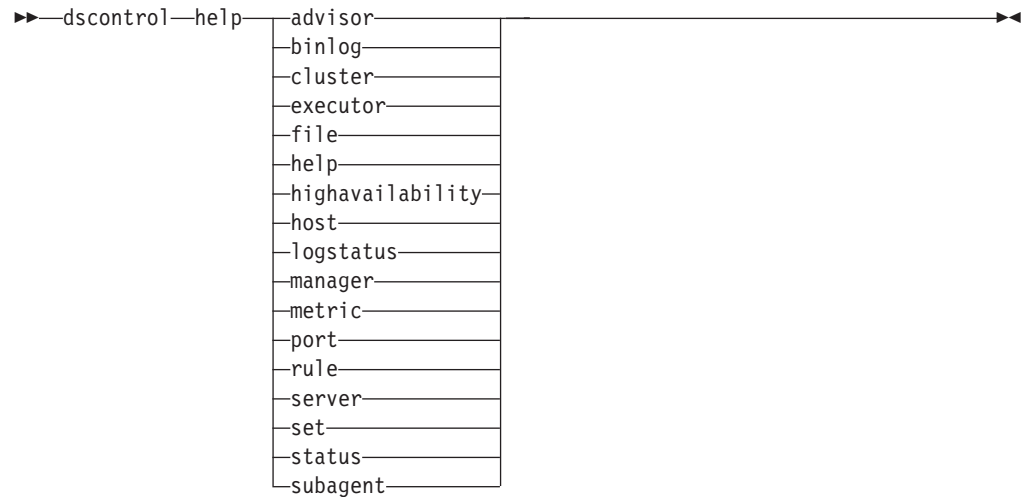 dscontrol help advisor
binlog
cluster
executor
file
help
highavailability
host
logstatus
manager
metric
port
rule
server
set
status
subagent